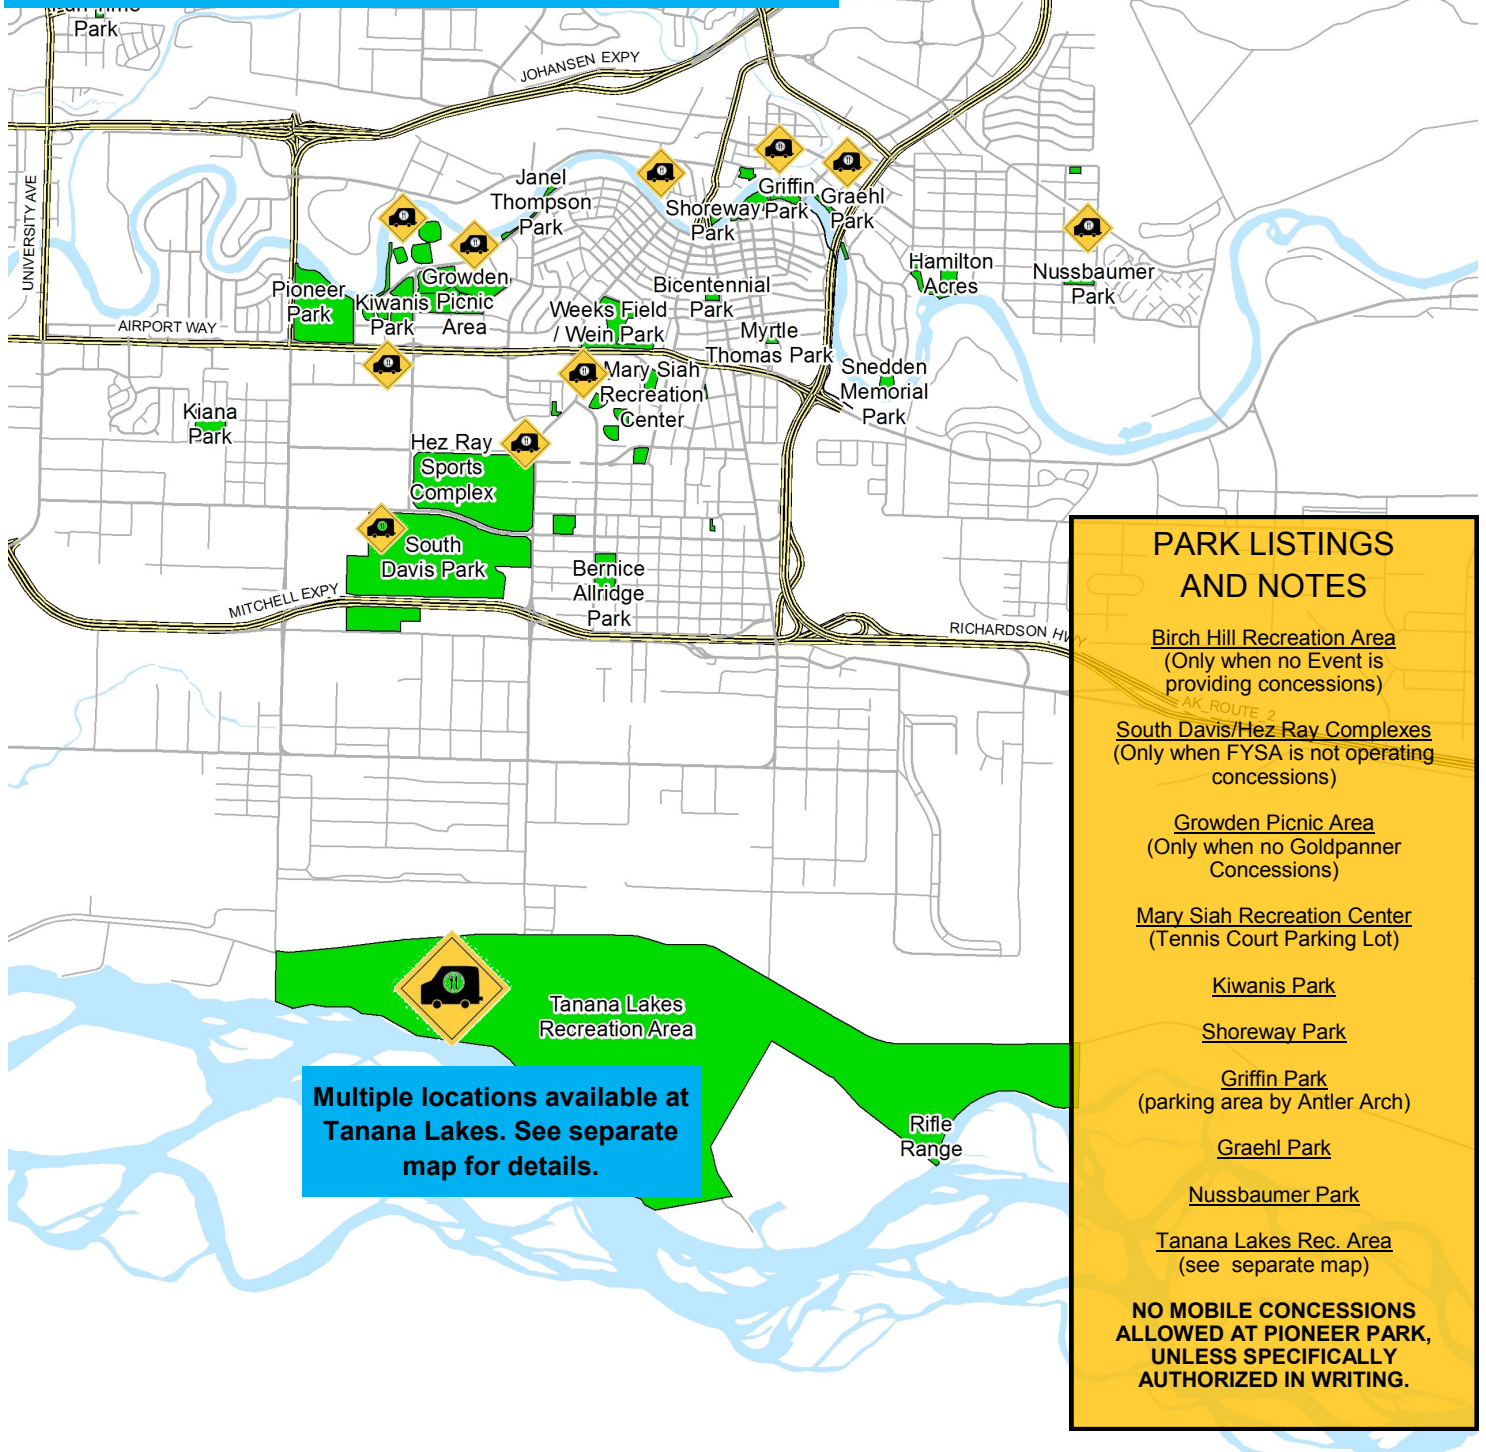 Park
JOHANSEN EXPY
UNIVERSITY AVE
Janel
Thompson
Park
Shoreway
Park
Griffin
Park
Graehl
Park
Hamilton
Acres
Nussbaumer
Park
Pioneer
Park
Kiwanis
Park
Growden
Picnic
Area
Weeks Field
/ Wein Park
Bicentennial
Park
Myrtle
Thomas Park
AIRPORT WAY
Mary Siah
Recreation
Center
Snedden
Memorial
Park
Kiana
Park
Hez Ray
Sports
Complex
South
Davis Park
Bernice
Allridge
Park
MITCHELL EXPY
RICHARDSON HWY
AK_ROUTE_2
Tanana Lakes
Recreation Area
Rifle
Range
Multiple locations available at
Tanana Lakes. See separate
map for details.
PARK LISTINGS
AND NOTES
Birch Hill Recreation Area
(Only when no Event is
providing concessions)
South Davis/Hez Ray Complexes
(Only when FYSA is not operating
concessions)
Growden Picnic Area
(Only when no Goldpanner
Concessions)
Mary Siah Recreation Center
(Tennis Court Parking Lot)
Kiwanis Park
Shoreway Park
Griffin Park
(parking area by Antler Arch)
Graehl Park
Nussbaumer Park
Tanana Lakes Rec. Area
(see separate map)
NO MOBILE CONCESSIONS
ALLOWED AT PIONEER PARK,
UNLESS SPECIFICALLY
AUTHORIZED IN WRITING.